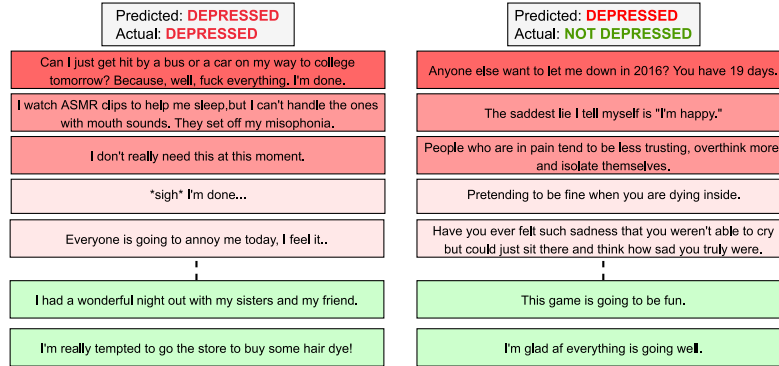 Predicted: DEPRESSED
Actual: DEPRESSED
Can I just get hit by a bus or a car on my way to college
tomorrow? Because, well, fuck everything. I'm done.
I watch ASMR clips to help me sleep,but I can't handle the ones
with mouth sounds. They set off my misophonia.
I don't really need this at this moment.
*sigh* I'm done...
Everyone is going to annoy me today, I feel it..
I had a wonderful night out with my sisters and my friend.
I'm really tempted to go the store to buy some hair dye!
Predicted: DEPRESSED
Actual: NOT DEPRESSED
Anyone else want to let me down in 2016? You have 19 days.
The saddest lie I tell myself is "I'm happy."
People who are in pain tend to be less trusting, overthink more
and isolate themselves.
Pretending to be fine when you are dying inside.
Have you ever felt such sadness that you weren't able to cry
but could just sit there and think how sad you truly were.
This game is going to be fun.
I'm glad af everything is going well.